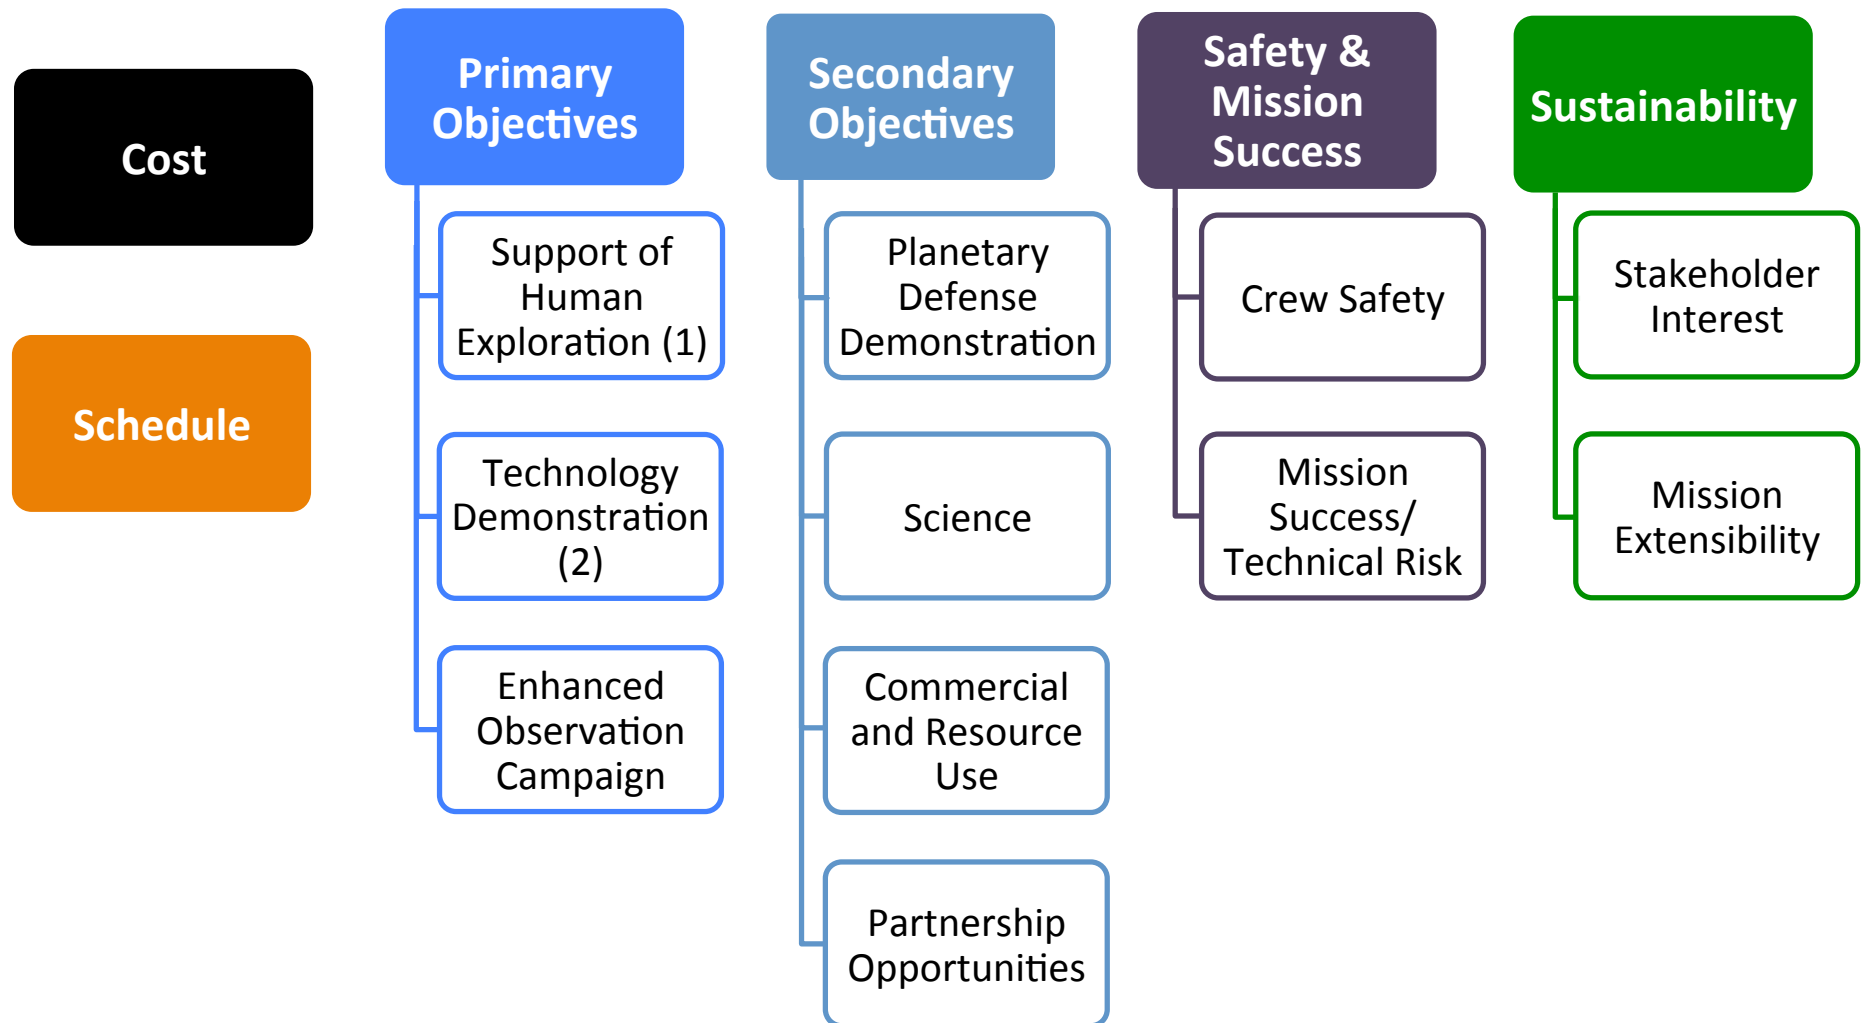 Cost
Schedule
Primary
Objectives
Support of
Human
Exploration (1)
Technology
Demonstration
(2)
Enhanced
Observation
Campaign
Secondary
Objectives
Planetary
Defense
Demonstration
Science
Commercial
and Resource
Use
Partnership
Opportunities
Safety &
Mission
Success
Crew Safety
Mission
Success/
Technical Risk
Sustainability
Stakeholder
Interest
Mission
Extensibility